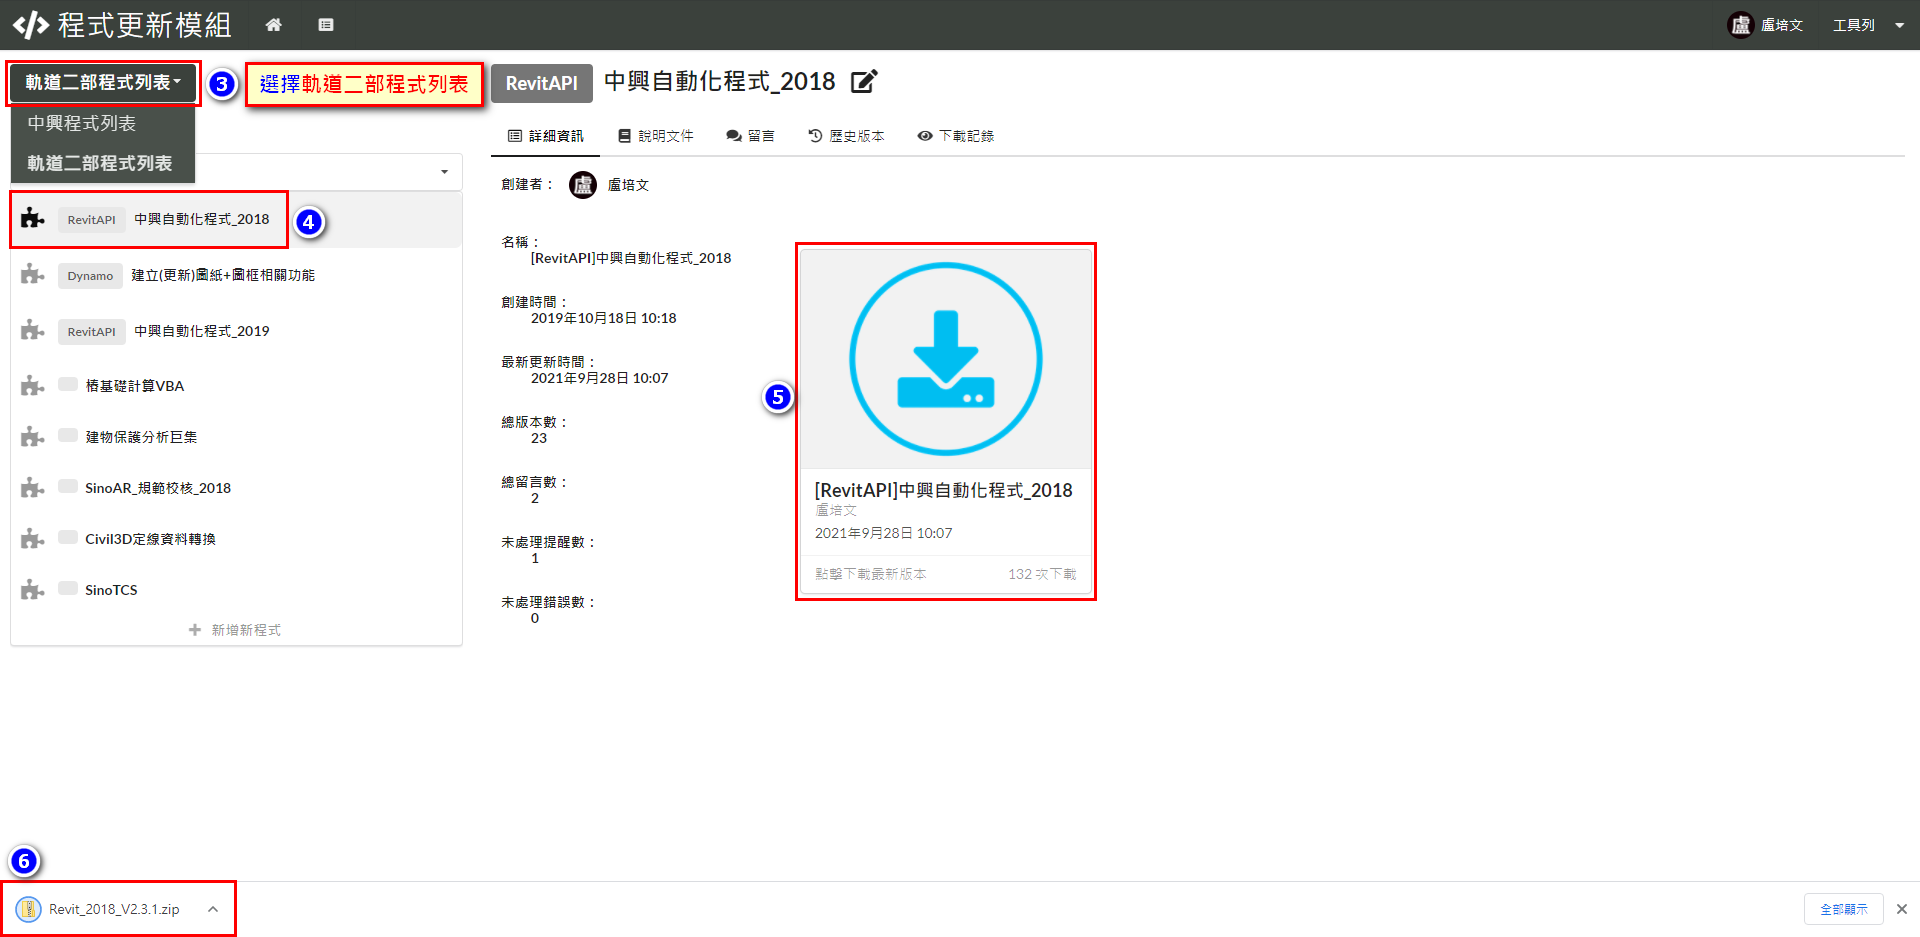 程式更新模組
盧 盧培文
工具列
軌道二部程式列表
3
選擇軌道二部程式列表
中興程式列表
軌道二部程式列表
RevitAPI 中興自動化程式_2018
4
Dynamo 建立(更新)圖紙+圖框相關功能
RevitAPI 中興自動化程式_2019
樁基礎計算VBA
建物保護分析巨集
SinoAR_規範校核_2018
Civil3D定線資料轉換
SinoTCS
新增新程式
RevitAPI 中興自動化程式_2018
詳細資訊 說明文件 留言 歷史版本 下載記錄
創建者： 盧 盧培文
名稱：
[RevitAPI]中興自動化程式_2018
創建時間：
2019年10月18日 10:18
最新更新時間：
2021年9月28日 10:07
總版本數：
23
總留言數：
2
未處理提醒數：
1
未處理錯誤數：
0
5
[RevitAPI]中興自動化程式_2018
盧培文
2021年9月28日 10:07
點擊下載最新版本 132 次下載
6
Revit_2018_V2.3.1.zip
全部顯示